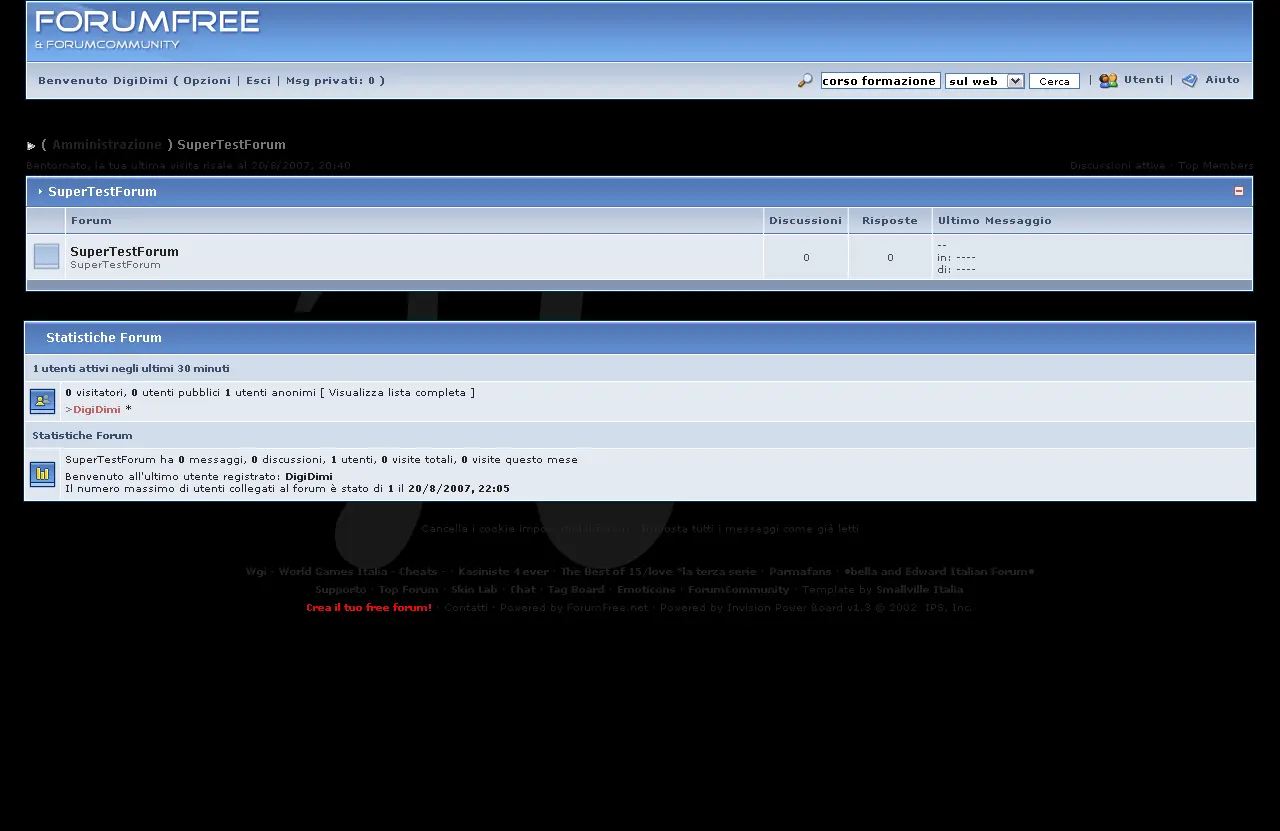 FORUMFREE
& FORUMCOMMUNITY
Benvenuto DigiDimi ( Opzioni | Esci | Msg privati: 0 ) corso formazione sul web Cerca | Utenti | Aiuto
( Amministrazione ) SuperTestForum
Bentornato, la tua ultima visita risale al 20/8/2007, 20:40 Discussioni attive · Top Members
SuperTestForum
Forum Discussioni Risposte Ultimo Messaggio
SuperTestForum
SuperTestForum
0 0
--
in: ----
di: ----
Statistiche Forum
1 utenti attivi negli ultimi 30 minuti
0 visitatori, 0 utenti pubblici 1 utenti anonimi [ Visualizza lista completa ]
>DigiDimi *
Statistiche Forum
SuperTestForum ha 0 messaggi, 0 discussioni, 1 utenti, 0 visite totali, 0 visite questo mese
Benvenuto all'ultimo utente registrato: DigiDimi
Il numero massimo di utenti collegati al forum è stato di 1 il 20/8/2007, 22:05
Cancella i cookie impostati · Imposta tutti i messaggi come già letti
Wgi - World Games Italia · Cheats · · Kasiniste 4 ever · The Best of 15/love "la terza serie · Parmafans · •bella and Edward Italian Forum•
Supporto · Top Forum · Skin Lab · Chat · Tag Board · Emoticons · ForumCommunity · Template by Smallville Italia
Crea il tuo free forum! · Contatti · Powered by ForumFree.net · Powered by Invision Power Board v1.3 © 2002 IPS, Inc.